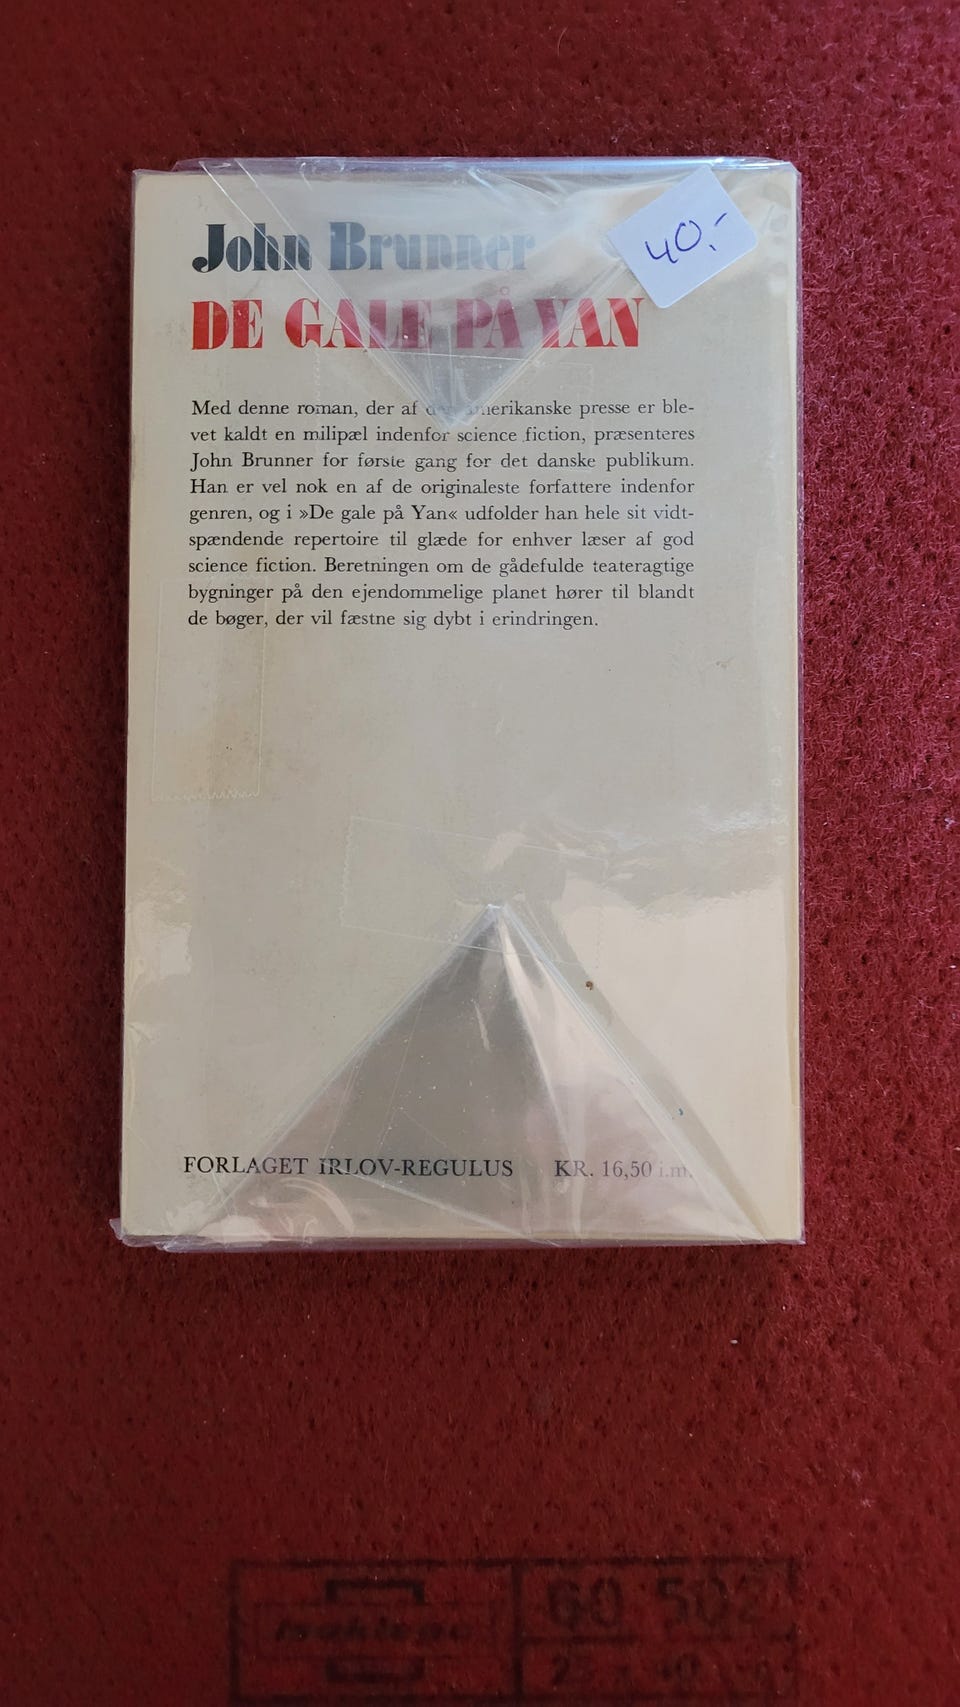 John Brunner
40,-
DE GALE PÅ YAN
Med denne roman, der af den amerikanske presse er ble-
vet kaldt en milipæl indenfor science fiction, præsenteres
John Brunner for første gang for det danske publikum.
Han er vel nok en af de originaleste forfattere indenfor
genren, og i »De gale på Yan« udfolder han hele sit vidt-
spændende repertoire til glæde for enhver læser af god
science fiction. Beretningen om de gådefulde teateragtige
bygninger på den ejendommelige planet hører til blandt
de bøger, der vil fæstne sig dybt i erindringen.
FORLAGET IRLOV-REGULUS KR. 16,50 i.m.
GO 502